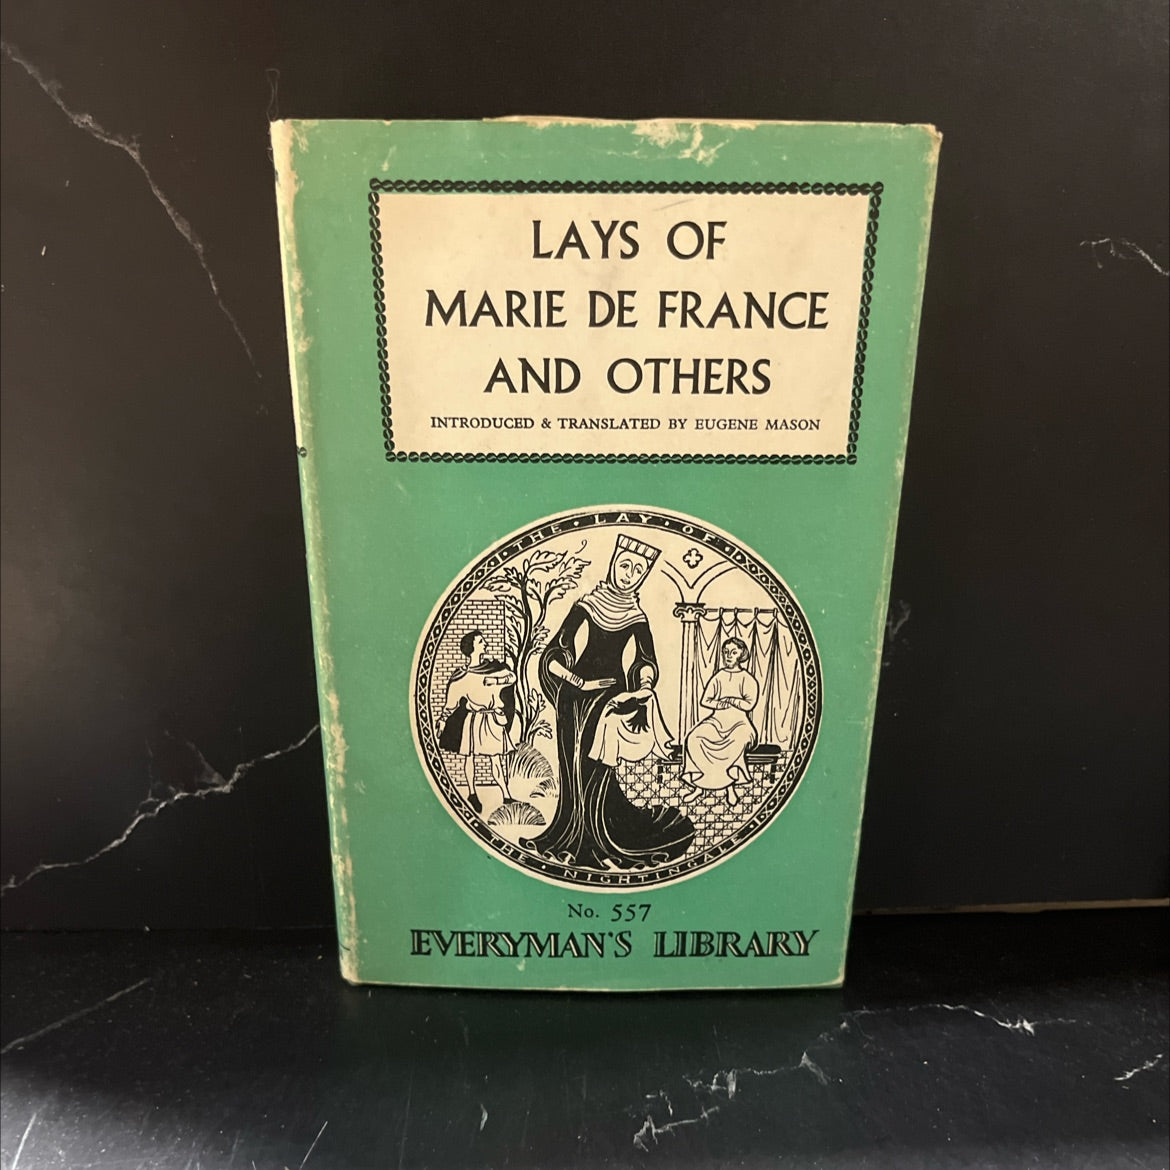 LAYS OF
MARIE DE FRANCE
AND OTHERS
INTRODUCED & TRANSLATED BY EUGENE MASON
THE · LAY · OF
THE · NIGHTINGALE
No. 557
EVERYMAN'S LIBRARY